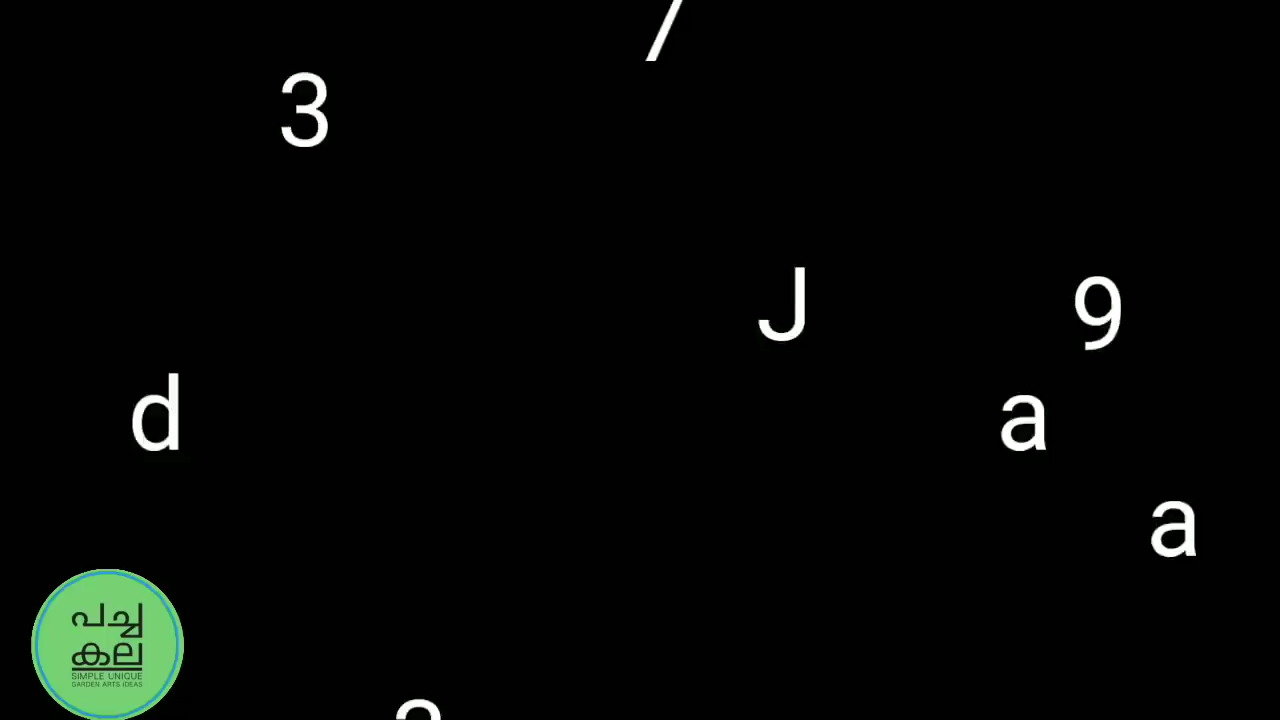 3
J
9
d
a
a
പച്ച
കല
SIMPLE UNIQUE
GARDEN ARTS IDEAS